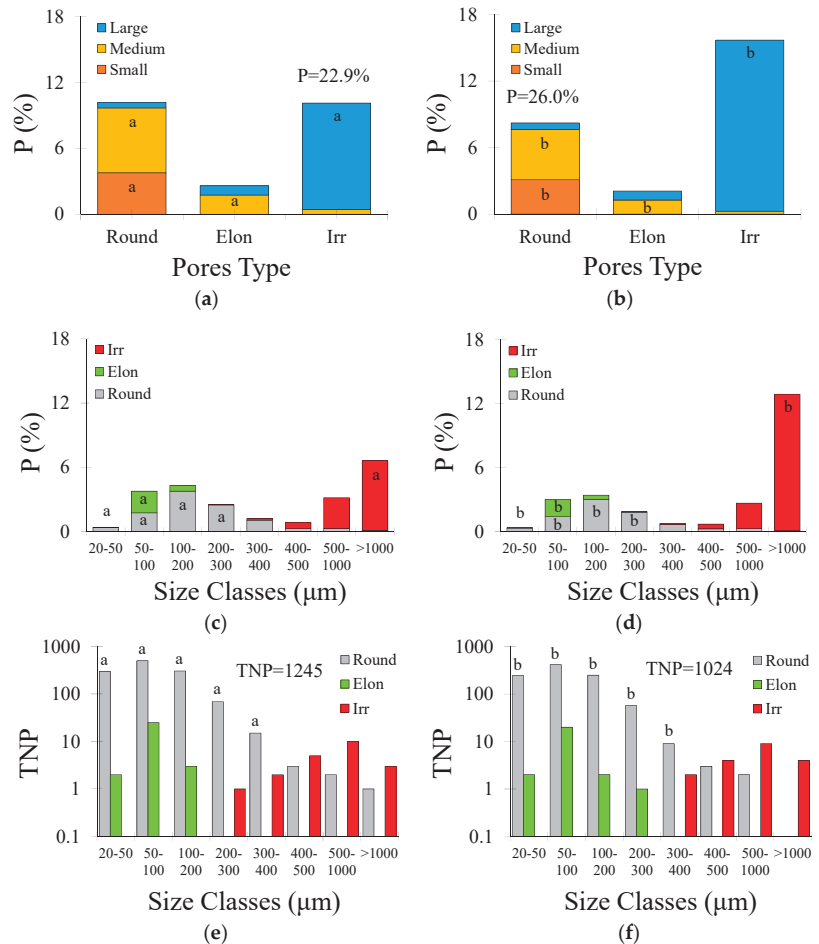 18
12
6
0
P (%)
Large
Medium
Small
P=22.9%
a
a
a
a
Round
Elon
Irr
Pores Type
(a)
18
12
6
0
P (%)
Large
Medium
Small
P=26.0%
b
b
b
b
Round
Elon
Irr
Pores Type
(b)
18
12
6
0
P (%)
Irr
Elon
Round
a
a
a
a
a
a
20-50
50-
100
100-
200
200-
300
300-
400
400-
500
500-
1000
>1000
Size Classes (μm)
(c)
18
12
6
0
P (%)
Irr
Elon
Round
b
b
b
b
b
b
20-50
50-
100
100-
200
200-
300
300-
400
400-
500
500-
1000
>1000
Size Classes (μm)
(d)
1000
100
10
1
0.1
TNP
a
a
a
a
a
TNP=1245
Round
Elon
Irr
20-50
50-
100
100-
200
200-
300
300-
400
400-
500
500-
1000
>1000
Size Classes (μm)
(e)
1000
100
10
1
0.1
TNP
b
b
b
b
b
TNP=1024
Round
Elon
Irr
20-50
50-
100
100-
200
200-
300
300-
400
400-
500
500-
1000
>1000
Size Classes (μm)
(f)